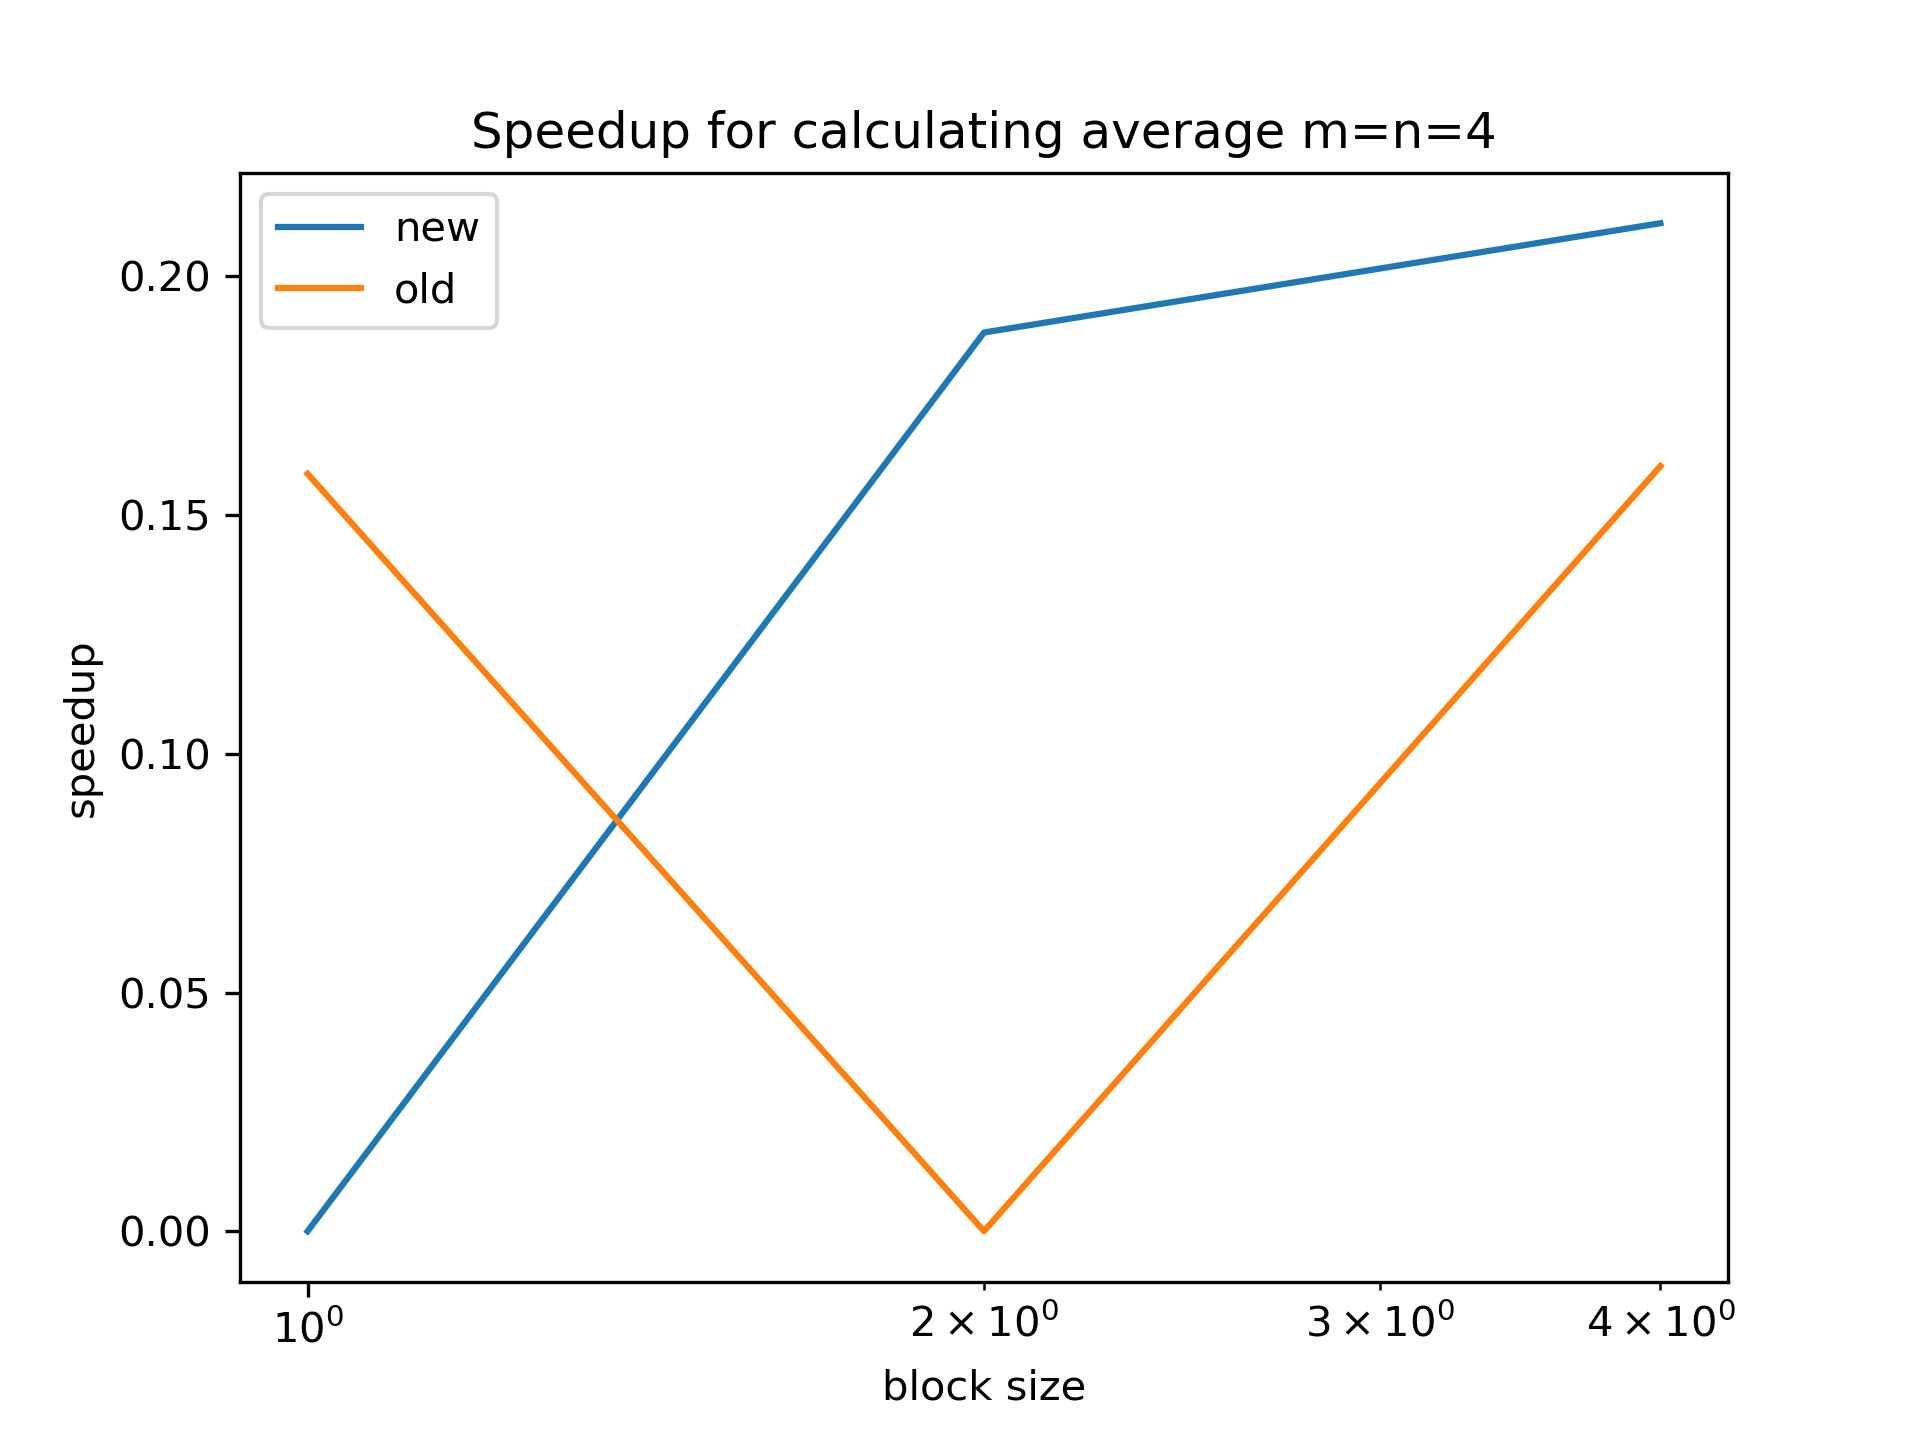 Speedup for calculating average m=n=4
new
old
0.20
0.15
0.10
0.05
0.00
speedup
10⁰
2 × 10⁰
3 × 10⁰
4 × 10⁰
block size